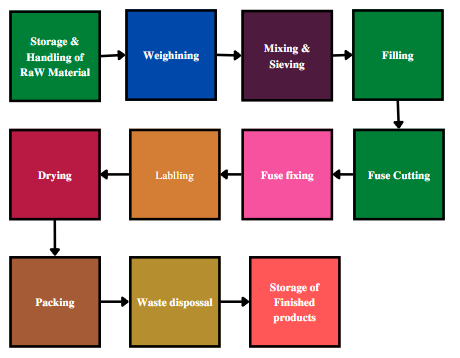 Storage &
Handling of
RaW Material
Weighining
Mixing &
Sieving
Filling
Fuse Cutting
Fuse fixing
Lablling
Drying
Packing
Waste dispossal
Storage of
Finished
products